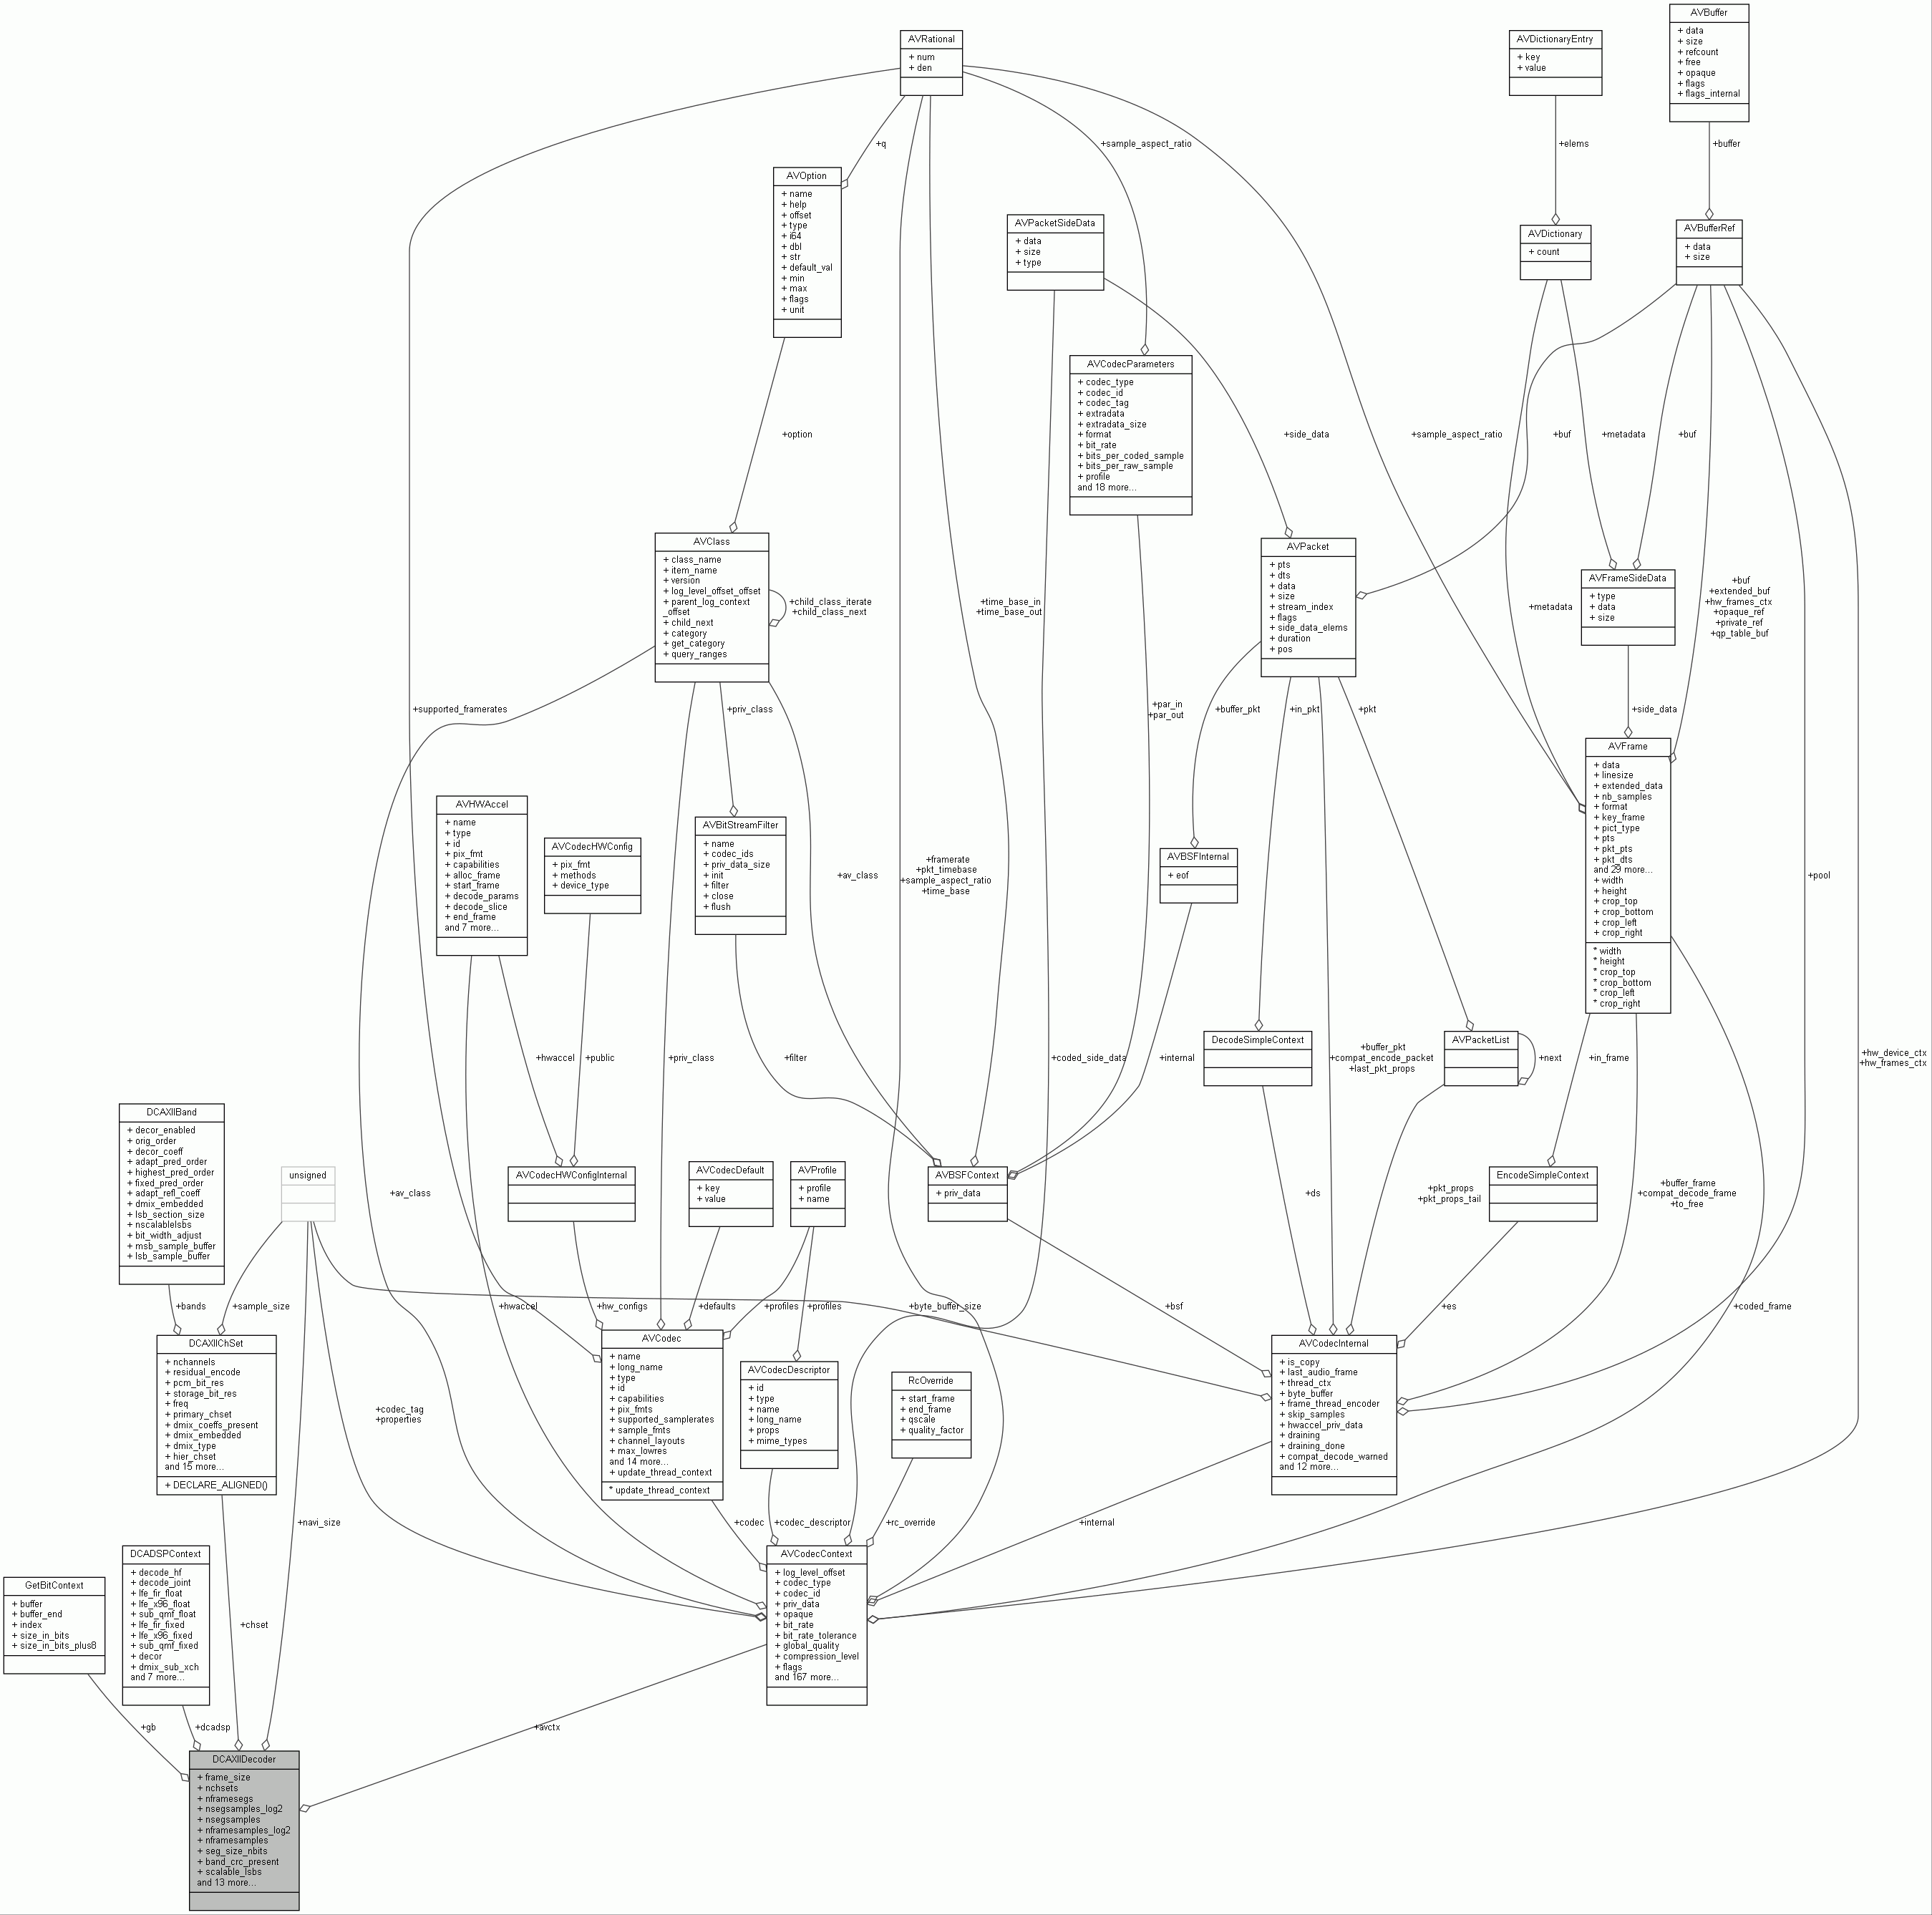 AVBuffer
+ data
+ size
+ refcount
+ free
+ opaque
+ flags
+ flags_internal
AVRational
+ num
+ den
AVDictionaryEntry
+ key
+ value
+q
+sample_aspect_ratio
+elems
+buffer
AVOption
+ name
+ help
+ offset
+ type
+ i64
+ dbl
+ str
+ default_val
+ min
+ max
+ flags
+ unit
AVPacketSideData
+ data
+ size
+ type
AVDictionary
+ count
AVBufferRef
+ data
+ size
AVCodecParameters
+ codec_type
+ codec_id
+ codec_tag
+ extradata
+ extradata_size
+ format
+ bit_rate
+ bits_per_coded_sample
+ bits_per_raw_sample
+ profile
and 18 more...
+option
+side_data
+sample_aspect_ratio
+buf
+metadata
+buf
AVClass
+ class_name
+ item_name
+ version
+ log_level_offset_offset
+ parent_log_context
_offset
+ child_next
+ category
+ get_category
+ query_ranges
+child_class_iterate
+child_class_next
+time_base_in
+time_base_out
AVPacket
+ pts
+ dts
+ data
+ size
+ stream_index
+ flags
+ side_data_elems
+ duration
+ pos
+metadata
AVFrameSideData
+ type
+ data
+ size
+buf
+extended_buf
+hw_frames_ctx
+opaque_ref
+private_ref
+qp_table_buf
+supported_framerates
+priv_class
+par_in
+par_out
+buffer_pkt
+in_pkt
+pkt
+side_data
AVFrame
+ data
+ linesize
+ extended_data
+ nb_samples
+ format
+ key_frame
+ pict_type
+ pts
+ pkt_pts
+ pkt_dts
and 29 more...
+ width
+ height
+ crop_top
+ crop_bottom
+ crop_left
+ crop_right
* width
* height
* crop_top
* crop_bottom
* crop_left
* crop_right
AVHWAccel
+ name
+ type
+ id
+ pix_fmt
+ capabilities
+ alloc_frame
+ start_frame
+ decode_params
+ decode_slice
+ end_frame
and 7 more...
AVCodecHWConfig
+ pix_fmt
+ methods
+ device_type
AVBitStreamFilter
+ name
+ codec_ids
+ priv_data_size
+ init
+ filter
+ close
+ flush
+av_class
+framerate
+pkt_timebase
+sample_aspect_ratio
+time_base
AVBSFInternal
+ eof
+pool
+hwaccel
+public
+priv_class
+filter
+coded_side_data
+internal
DecodeSimpleContext
+buffer_pkt
+compat_encode_packet
+last_pkt_props
AVPacketList
+next
+in_frame
+hw_device_ctx
+hw_frames_ctx
DCAXllBand
+ decor_enabled
+ orig_order
+ decor_coeff
+ adapt_pred_order
+ highest_pred_order
+ fixed_pred_order
+ adapt_refl_coeff
+ dmix_embedded
+ lsb_section_size
+ nscalablelsbs
+ bit_width_adjust
+ msb_sample_buffer
+ lsb_sample_buffer
unsigned
+av_class
AVCodecHWConfigInternal
AVCodecDefault
+ key
+ value
AVProfile
+ profile
+ name
AVBSFContext
+ priv_data
+ds
+pkt_props
+pkt_props_tail
EncodeSimpleContext
+buffer_frame
+compat_decode_frame
+to_free
+bands
+sample_size
+hwaccel
+hw_configs
+defaults
+profiles
+profiles
+byte_buffer_size
+bsf
+es
+coded_frame
DCAXllChSet
+ nchannels
+ residual_encode
+ pcm_bit_res
+ storage_bit_res
+ freq
+ primary_chset
+ dmix_coeffs_present
+ dmix_embedded
+ dmix_type
+ hier_chset
and 15 more...
+ DECLARE_ALIGNED()
+codec_tag
+properties
AVCodec
+ name
+ long_name
+ type
+ id
+ capabilities
+ pix_fmts
+ supported_samplerates
+ sample_fmts
+ channel_layouts
+ max_lowres
and 14 more...
+ update_thread_context
* update_thread_context
AVCodecDescriptor
+ id
+ type
+ name
+ long_name
+ props
+ mime_types
RcOverride
+ start_frame
+ end_frame
+ qscale
+ quality_factor
AVCodecInternal
+ is_copy
+ last_audio_frame
+ thread_ctx
+ byte_buffer
+ frame_thread_encoder
+ skip_samples
+ hwaccel_priv_data
+ draining
+ draining_done
+ compat_decode_warned
and 12 more...
+navi_size
+codec
+codec_descriptor
+rc_override
+internal
GetBitContext
+ buffer
+ buffer_end
+ index
+ size_in_bits
+ size_in_bits_plus8
DCADSPContext
+ decode_hf
+ decode_joint
+ lfe_fir_float
+ lfe_x96_float
+ sub_qmf_float
+ lfe_fir_fixed
+ lfe_x96_fixed
+ sub_qmf_fixed
+ decor
+ dmix_sub_xch
and 7 more...
+chset
AVCodecContext
+ log_level_offset
+ codec_type
+ codec_id
+ priv_data
+ opaque
+ bit_rate
+ bit_rate_tolerance
+ global_quality
+ compression_level
+ flags
and 167 more...
+gb
+dcadsp
+avctx
DCAXllDecoder
+ frame_size
+ nchsets
+ nframesegs
+ nsegsamples_log2
+ nsegsamples
+ nframesamples_log2
+ nframesamples
+ seg_size_nbits
+ band_crc_present
+ scalable_lsbs
and 13 more...